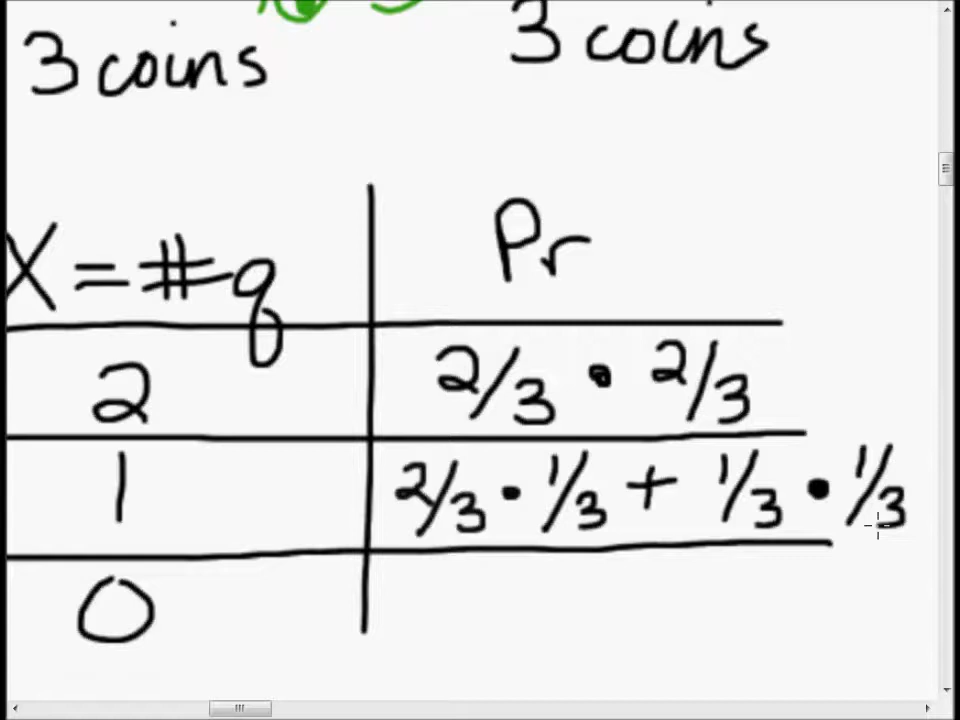 3 coins 3 coins
X = #q Pr
2 2/3 · 2/3
1 2/3 · 1/3 + 1/3 · 1/3
0